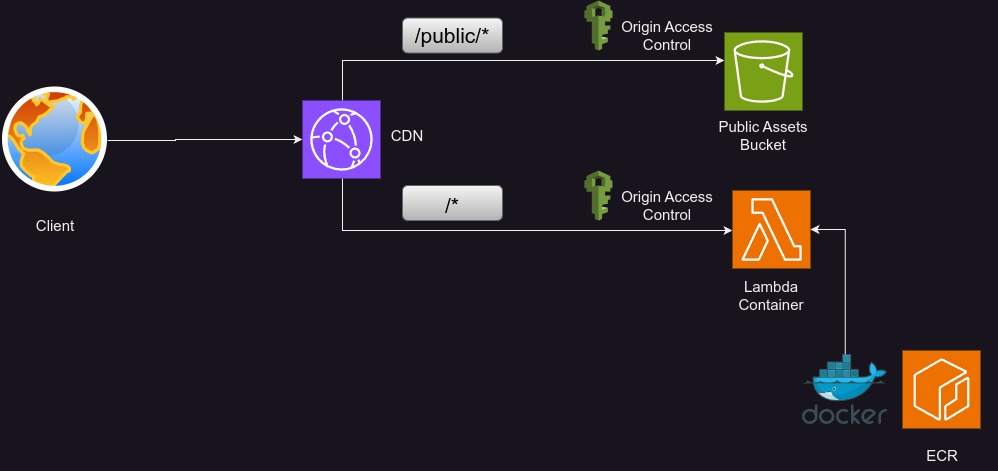 /public/*
Origin Access
Control
Public Assets
Bucket
CDN
/*
Origin Access
Control
Client
Lambda
Container
docker
ECR